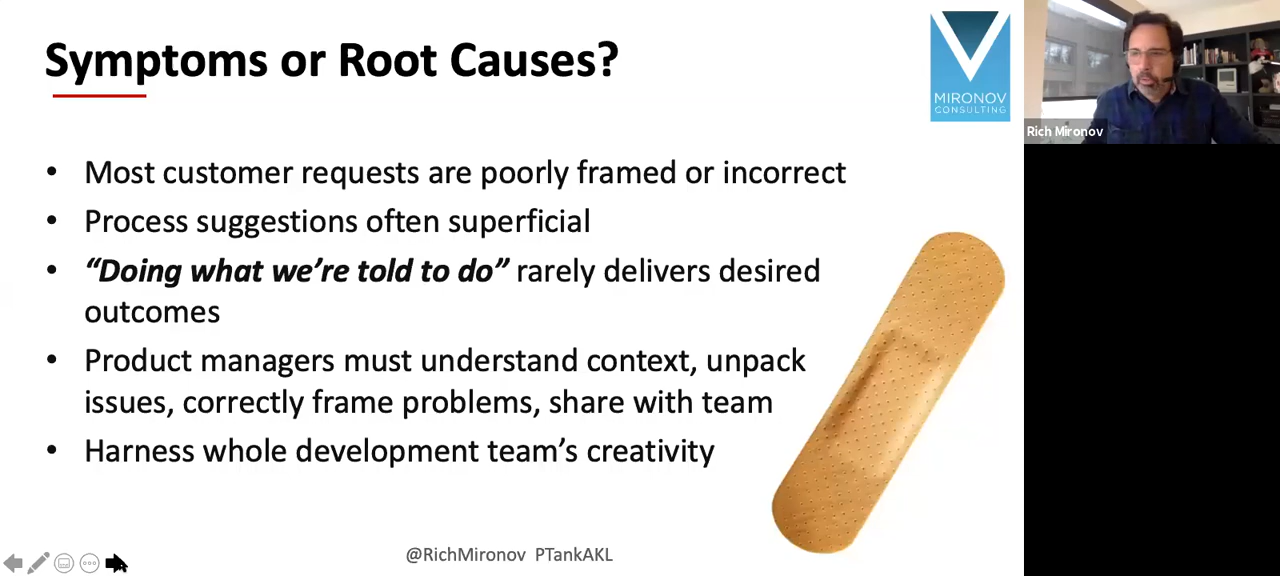 Symptoms or Root Causes?
MIRONOV
CONSULTING
Rich Mironov
• Most customer requests are poorly framed or incorrect
• Process suggestions often superficial
• “Doing what we’re told to do” rarely delivers desired
outcomes
• Product managers must understand context, unpack
issues, correctly frame problems, share with team
• Harness whole development team’s creativity
@RichMironov PTankAKL